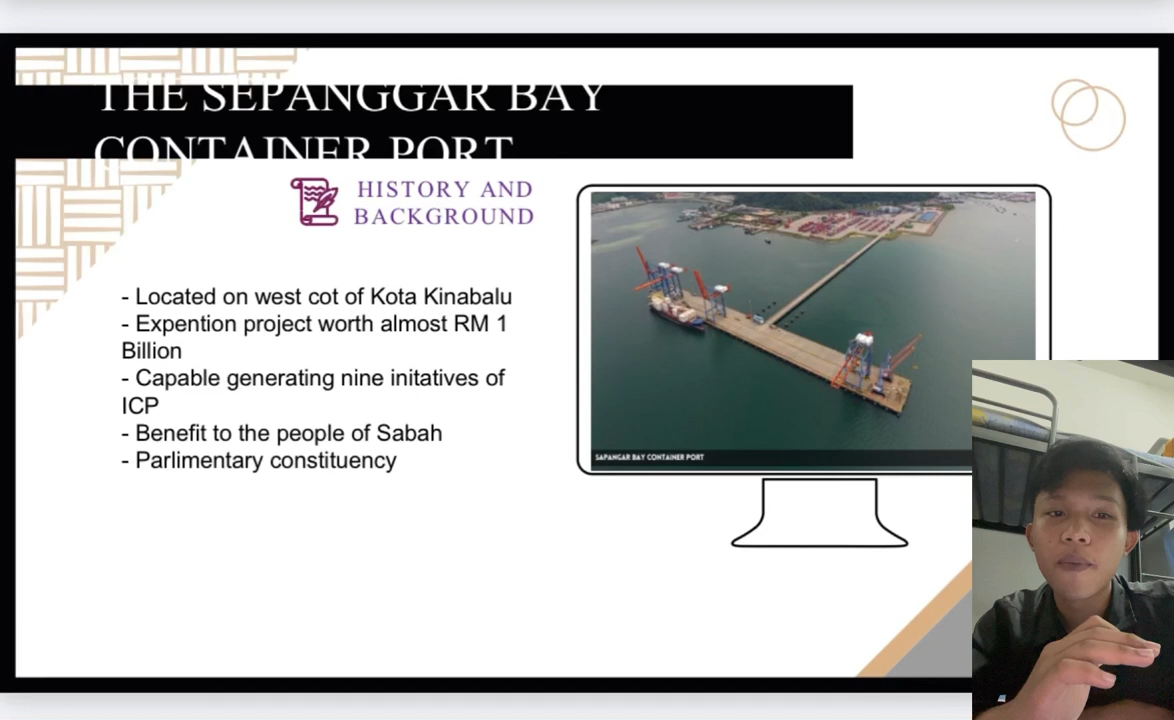 THE SEPANGGAR BAY
CONTAINER PORT
HISTORY AND
BACKGROUND
- Located on west cot of Kota Kinabalu
- Expention project worth almost RM 1
Billion
- Capable generating nine initatives of
ICP
- Benefit to the people of Sabah
- Parlimentary constituency
SAPANGAR BAY CONTAINER PORT